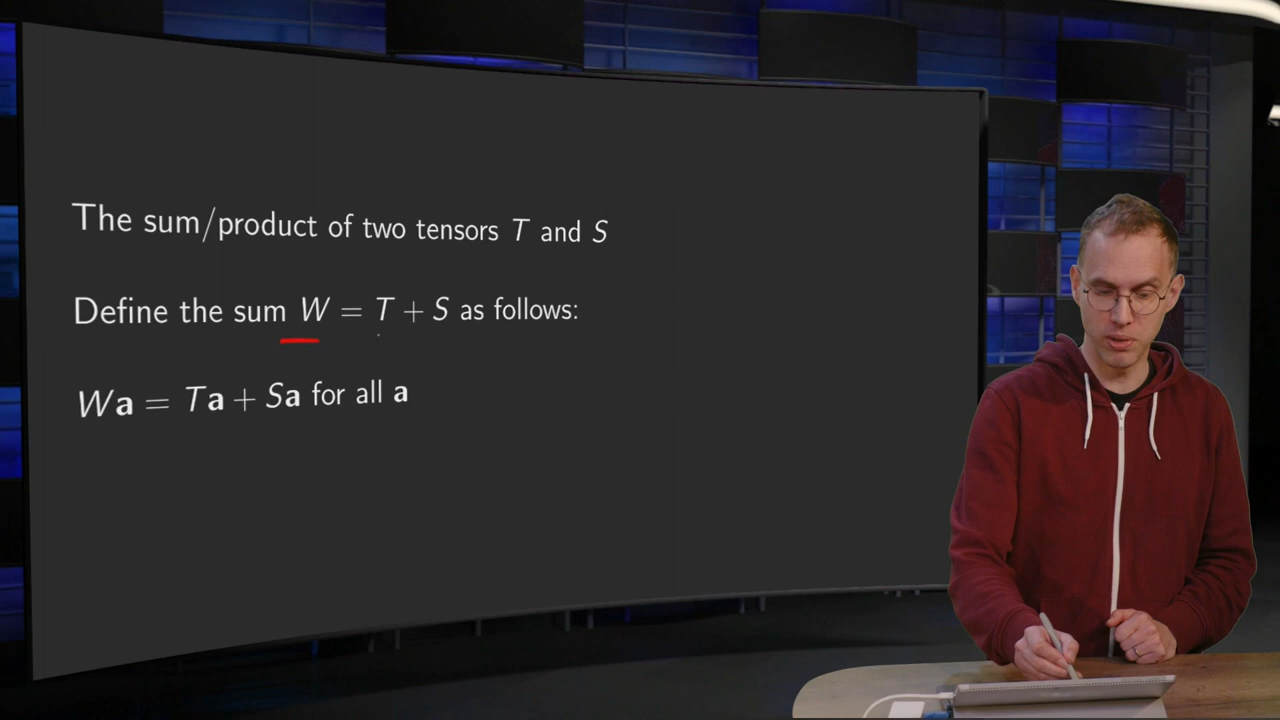 The sum/product of two tensors T and S
Define the sum W = T + S as follows:
Wa = Ta + Sa for all a